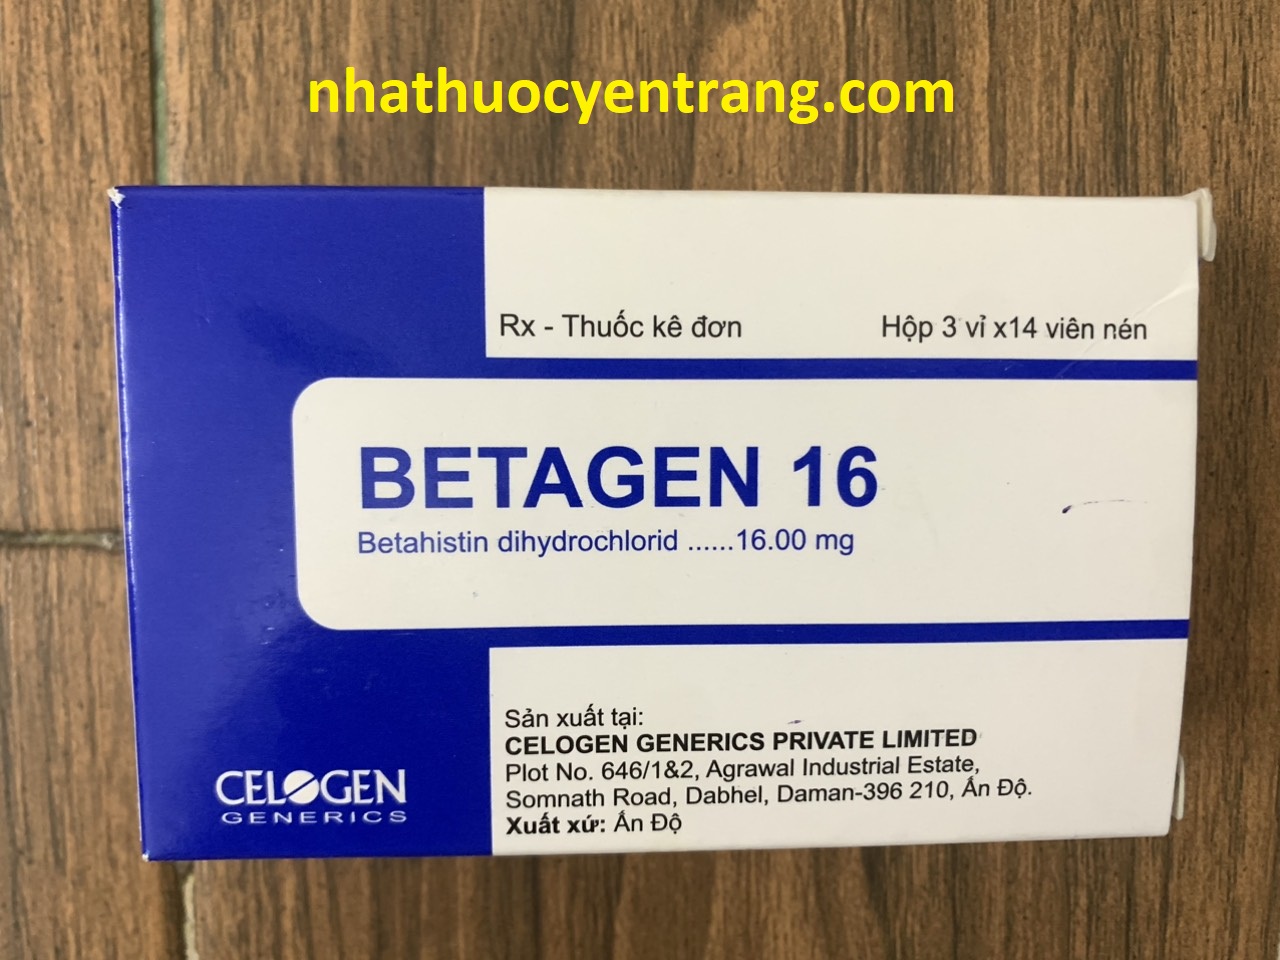 nhathuocyentrang.com
Rx - Thuốc kê đơn
Hộp 3 vỉ x14 viên nén
BETAGEN 16
Betahistin dihydrochlorid ......16.00 mg
Sản xuất tại:
CELOGEN GENERICS PRIVATE LIMITED
Plot No. 646/1&2, Agrawal Industrial Estate,
Somnath Road, Dabhel, Daman-396 210, Ấn Độ.
Xuất xứ: Ấn Độ
CELOGEN
GENERICS